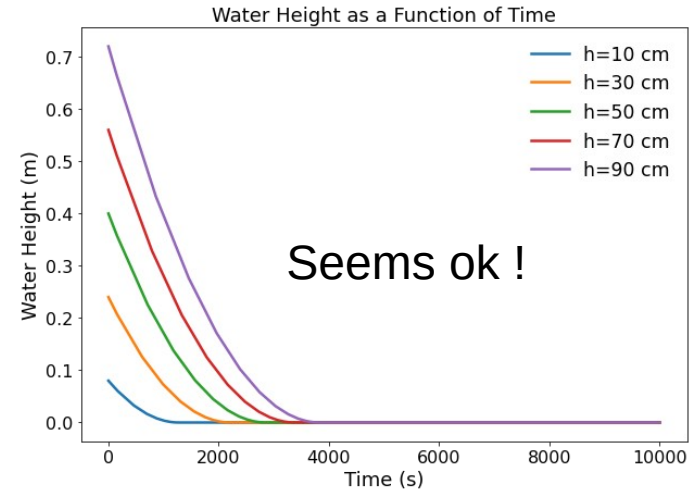 Water Height as a Function of Time
0.7
0.6
0.5
0.4
0.3
0.2
0.1
0.0
Water Height (m)
h=10 cm
h=30 cm
h=50 cm
h=70 cm
h=90 cm
Seems ok !
0 2000 4000 6000 8000 10000
Time (s)